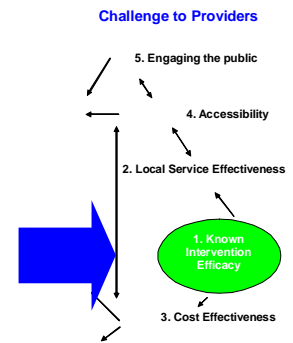 Challenge to Providers
5. Engaging the public
4. Accessibility
2. Local Service Effectiveness
1. Known
Intervention
Efficacy
3. Cost Effectiveness